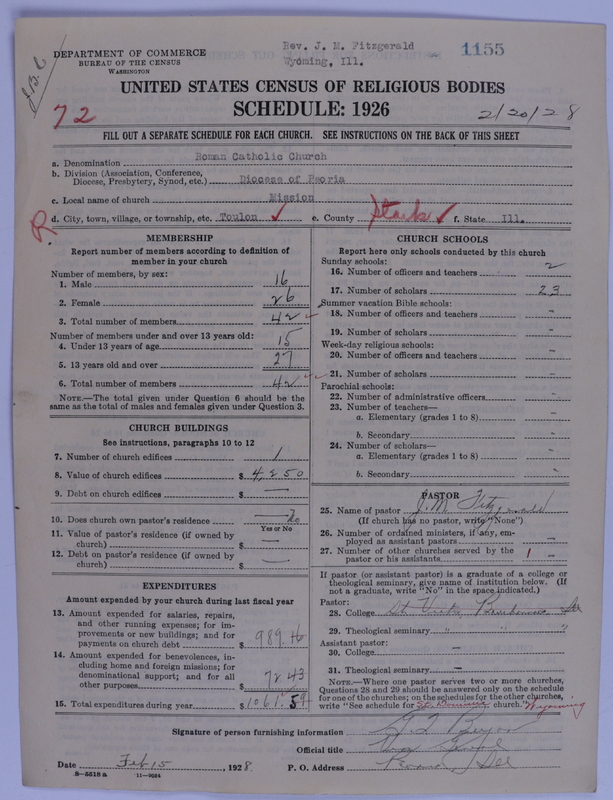 Rev. J. M. Fitzgerald
Wyoming, Ill.
1155
DEPARTMENT OF COMMERCE
BUREAU OF THE CENSUS
WASHINGTON
UNITED STATES CENSUS OF RELIGIOUS BODIES
SCHEDULE: 1926
72
2/20/28
FILL OUT A SEPARATE SCHEDULE FOR EACH CHURCH. SEE INSTRUCTIONS ON THE BACK OF THIS SHEET
a. Denomination Roman Catholic Church
b. Division (Association, Conference, Diocese, Presbytery, Synod, etc.) Diocese of Peoria
c. Local name of church Mission
R d. City, town, village, or township, etc. Toulon e. County Stark f. State Ill.
MEMBERSHIP
Report number of members according to definition of
member in your church
Number of members, by sex:
1. Male 16
2. Female 26
3. Total number of members 42
Number of members under and over 13 years old:
4. Under 13 years of age 15
5. 13 years old and over 27
6. Total number of members 42
NOTE.—The total given under Question 6 should be
same as the total of males and females given under Question 3.
CHURCH BUILDINGS
See instructions, paragraphs 10 to 12
7. Number of church edifices 1
8. Value of church edifices $ 4,250
9. Debt on church edifices $ —
10. Does church own pastor's residence no
Yes or No
11. Value of pastor's residence (if owned by
church) $ —
12. Debt on pastor's residence (if owned by
church) $ —
EXPENDITURES
Amount expended by your church during last fiscal year
13. Amount expended for salaries, repairs,
and other running expenses; for im-
provements or new buildings; and for
payments on church debt $ 989.16
14. Amount expended for benevolences, in-
cluding home and foreign missions; for
denominational support; and for all
other purposes $ 72 43
15. Total expenditures during year $ 1061.59
CHURCH SCHOOLS
Report here only schools conducted by this church
Sunday schools:
16. Number of officers and teachers 2
17. Number of scholars 23
Summer vacation Bible schools:
18. Number of officers and teachers -
19. Number of scholars -
Week-day religious schools:
20. Number of officers and teachers -
21. Number of scholars -
Parochial schools:
22. Number of administrative officers -
23. Number of teachers—
a. Elementary (grades 1 to 8) -
b. Secondary -
24. Number of scholars—
a. Elementary (grades 1 to 8) -
b. Secondary -
PASTOR
25. Name of pastor J. M. Fitzgerald
(If church has no pastor, write "None")
26. Number of ordained ministers, if any, em-
ployed as assistant pastors -
27. Number of other churches served by the
pastor or his assistants 1
If pastor (or assistant pastor) is a graduate of a college or
theological seminary, give name of institution below. (If
not a graduate, write "No" in the space indicated.)
Pastor:
28. College St
29. Theological seminary " " "
Assistant pastor:
30. College —
31. Theological seminary —
NOTE.—Where one pastor serves two or more churches,
Questions 28 and 29 should be answered only on the schedule
for one of the churches; on the schedules for the other churches,
write "See schedule for church." Wyoming
Signature of person furnishing information
Official title
Date Feb 15, 1928. P. O. Address
8-5518 a 11-9024